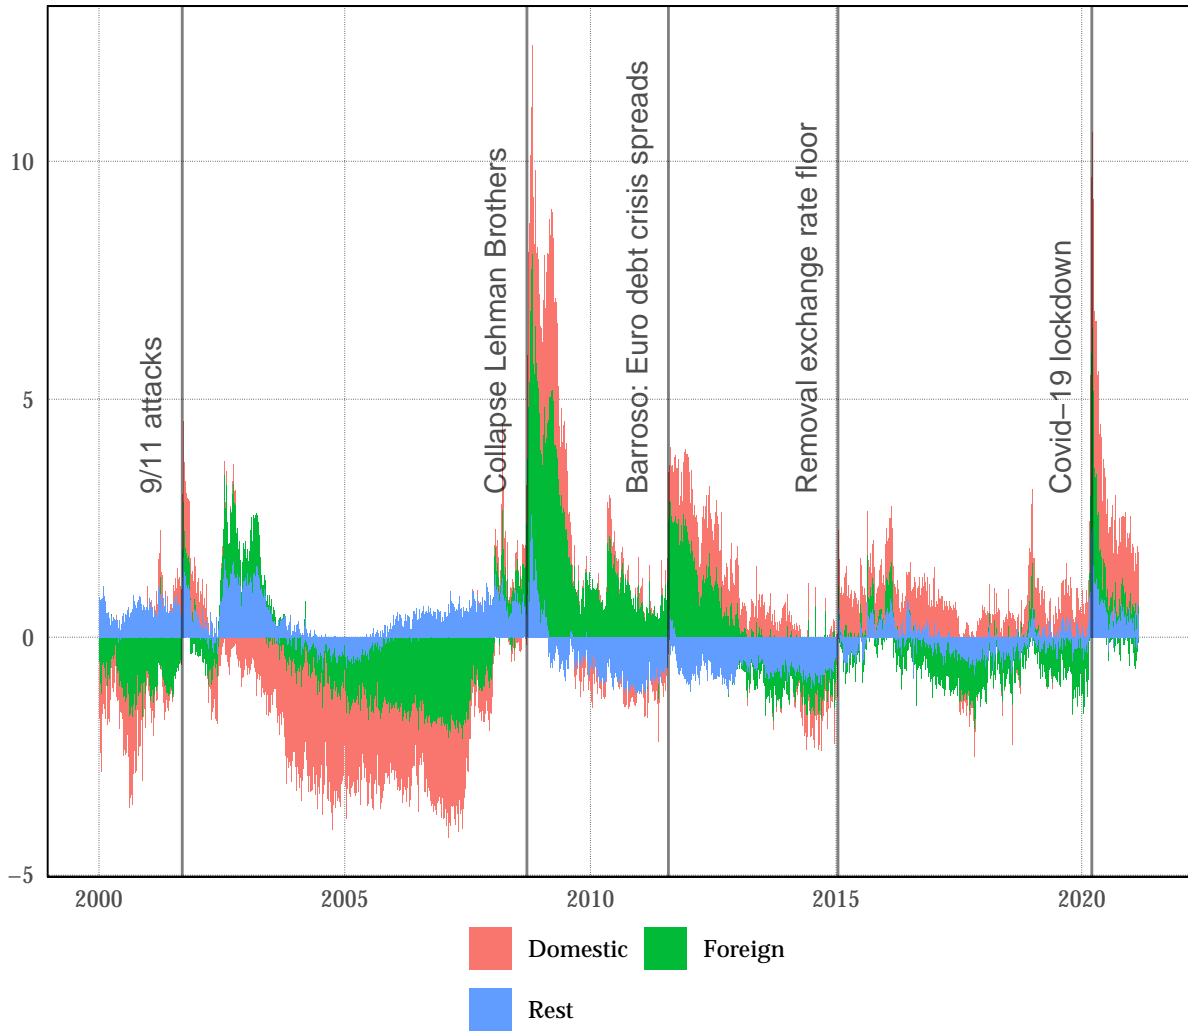 10
5
0
−5
9/11 attacks
Collapse Lehman Brothers
Barroso: Euro debt crisis spreads
Removal exchange rate floor
Covid−19 lockdown
2000
2005
2010
2015
2020
Domestic
Foreign
Rest